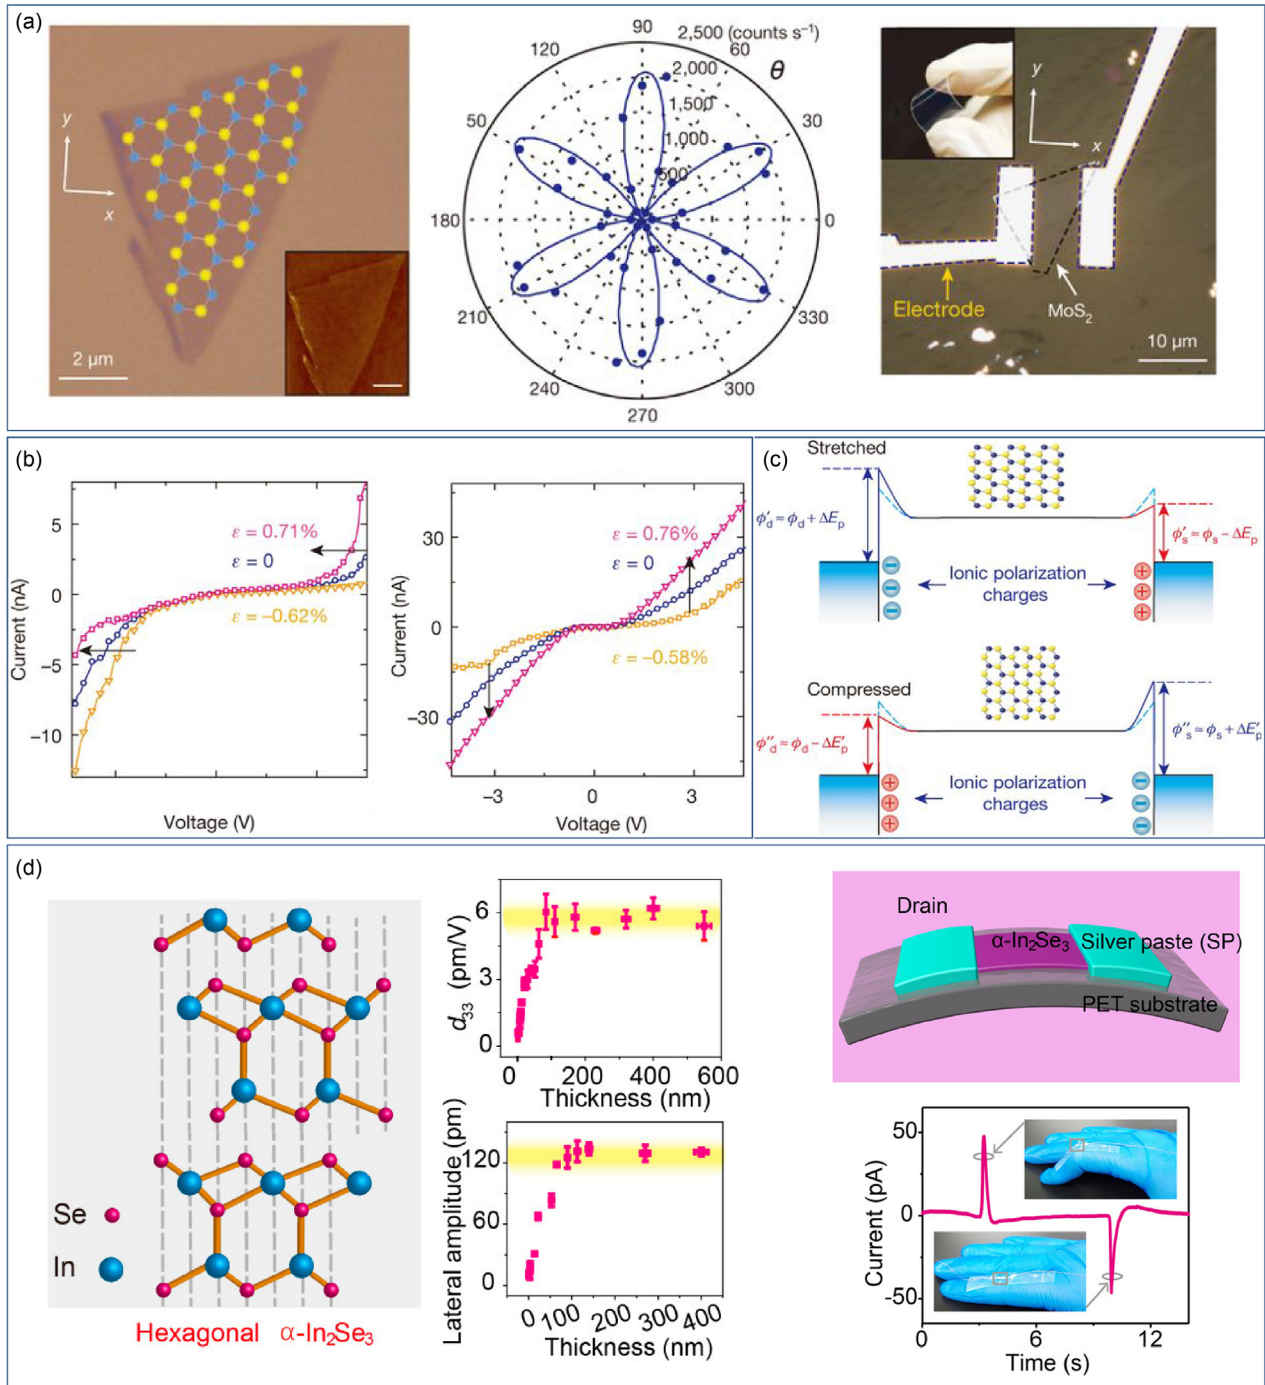 (a)
y
x
2 μm
90
2,500 (counts s⁻¹)
120
60
θ
2,000
1,500
50
30
1,000
500
180
0
210
330
240
300
270
y
x
Electrode
MoS₂
10 μm
(b)
5
0
−5
−10
Current (nA)
ε = 0.71%
ε = 0
ε = −0.62%
Voltage (V)
30
0
−30
Current (nA)
ε = 0.76%
ε = 0
ε = −0.58%
−3
0
3
Voltage (V)
(c)
Stretched
ϕ′d ≈ ϕd + ΔEp
ϕ′s ≈ ϕs − ΔEp
Ionic polarization
charges
Compressed
ϕ″d ≈ ϕd − ΔE′p
ϕ″s ≈ ϕs + ΔE′p
Ionic polarization
charges
(d)
Se
In
Hexagonal α-In₂Se₃
6
3
0
d₃₃ (pm/V)
0 200 400 600
Thickness (nm)
120
60
0
Lateral amplitude (pm)
0 100 200 300 400
Thickness (nm)
Drain
α-In₂Se₃
Silver paste (SP)
PET substrate
50
0
-50
Current (pA)
0 6 12
Time (s)